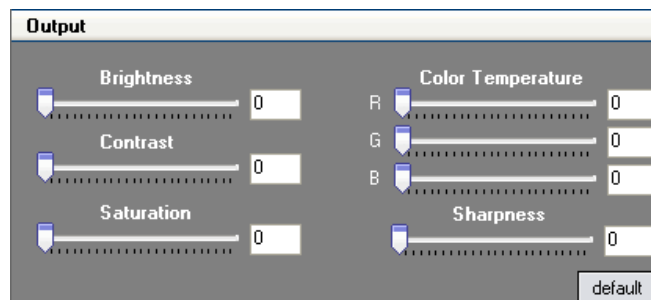 Output
Brightness
0
Contrast
0
Saturation
0
Color Temperature
R 0
G 0
B 0
Sharpness
0
default